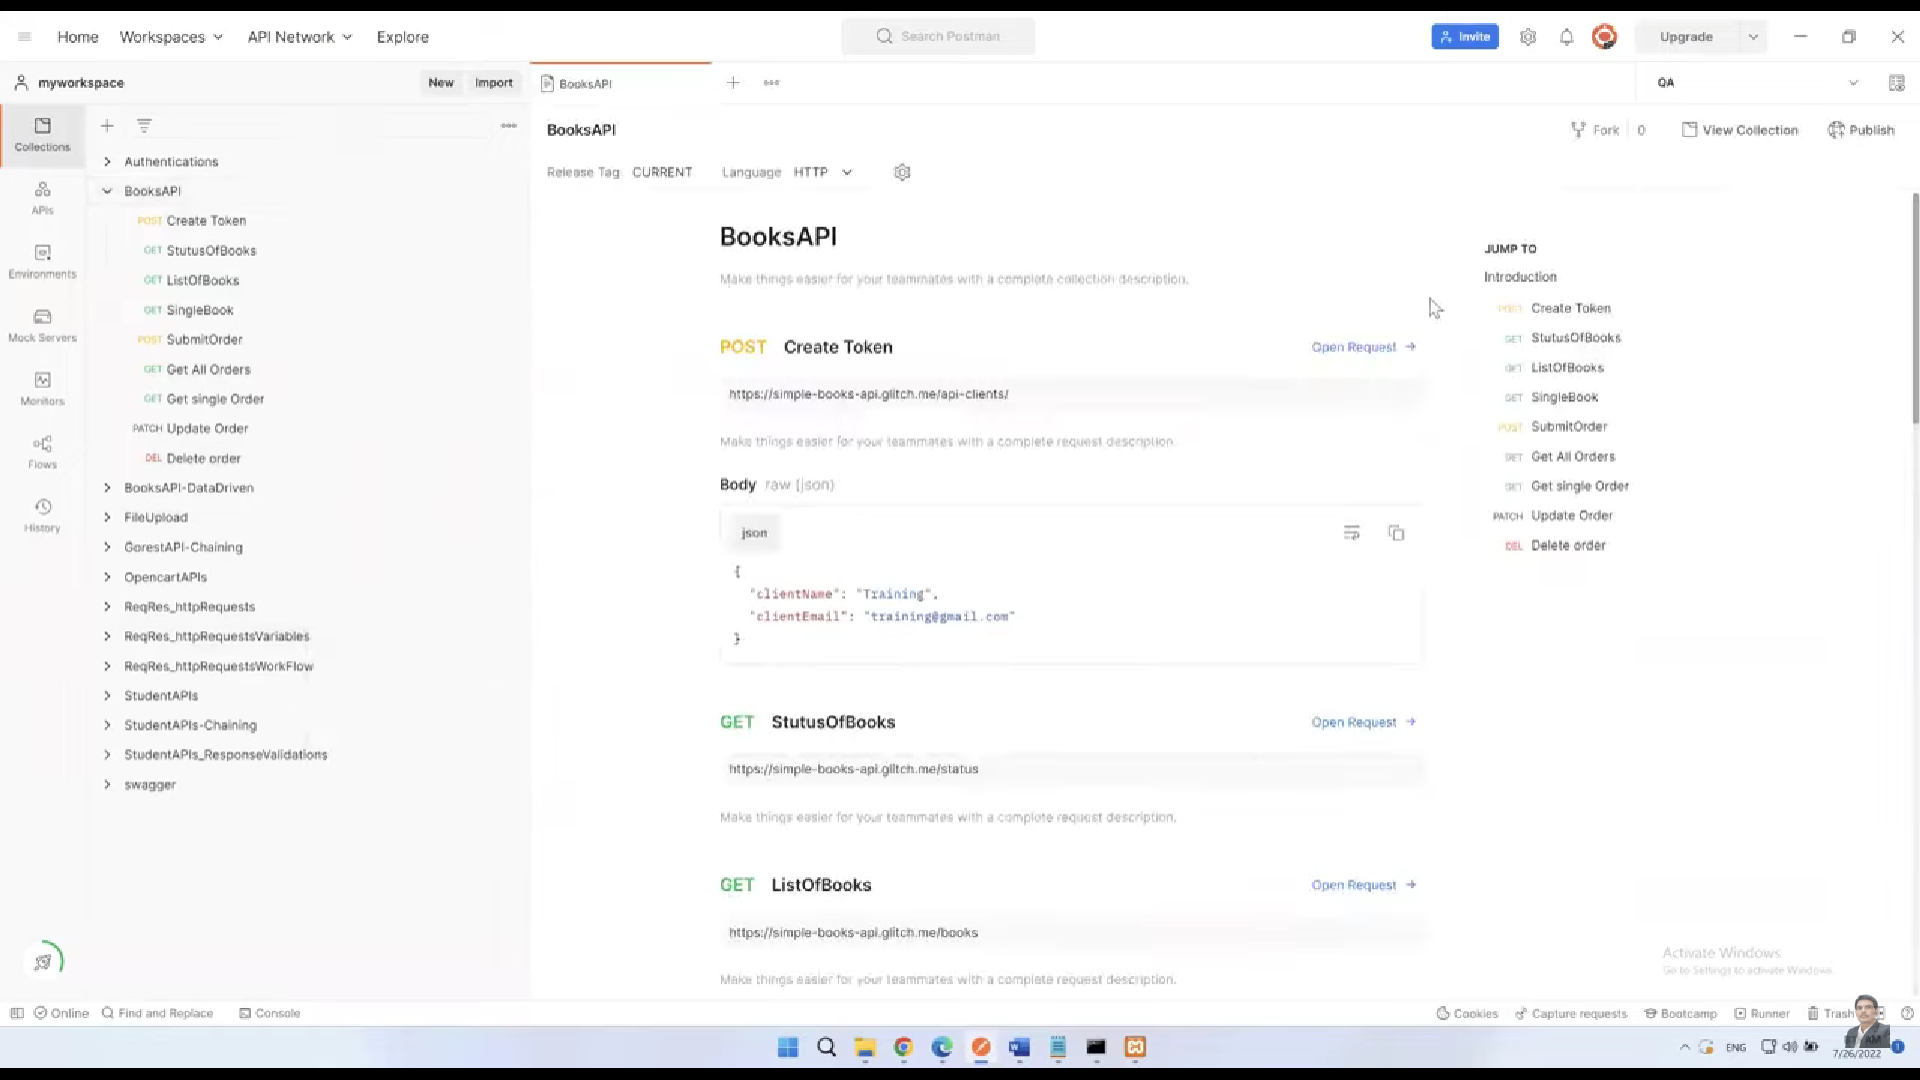 Home Workspaces API Network Explore Search Postman Invite Upgrade
myworkspace New Import BooksAPI QA
Collections
APIs
Environments
Mock Servers
Monitors
Flows
History
Authentications
BooksAPI
POST Create Token
GET StutusOfBooks
GET ListOfBooks
GET SingleBook
POST SubmitOrder
GET Get All Orders
GET Get single Order
PATCH Update Order
DEL Delete order
BooksAPI-DataDriven
FileUpload
GorestAPI-Chaining
OpencartAPIs
ReqRes_httpRequests
ReqRes_httpRequestsVariables
ReqRes_httpRequestsWorkFlow
StudentAPIs
StudentAPIs-Chaining
StudentAPIs_ResponseValidations
swagger
BooksAPI Fork 0 View Collection Publish
Release Tag CURRENT Language HTTP
BooksAPI
Make things easier for your teammates with a complete collection description.
POST Create Token Open Request →
https://simple-books-api.glitch.me/api-clients/
Make things easier for your teammates with a complete request description.
Body raw (json)
json
{
"clientName": "Training",
"clientEmail": "training@gmail.com"
}
GET StutusOfBooks Open Request →
https://simple-books-api.glitch.me/status
Make things easier for your teammates with a complete request description.
GET ListOfBooks Open Request →
https://simple-books-api.glitch.me/books
Make things easier for your teammates with a complete request description.
JUMP TO
Introduction
POST Create Token
GET StutusOfBooks
GET ListOfBooks
GET SingleBook
POST SubmitOrder
GET Get All Orders
GET Get single Order
PATCH Update Order
DEL Delete order
Activate Windows
Go to Settings to activate Windows.
Online Find and Replace Console Cookies Capture requests Bootcamp Runner Trash
ENG
7/26/2022 1